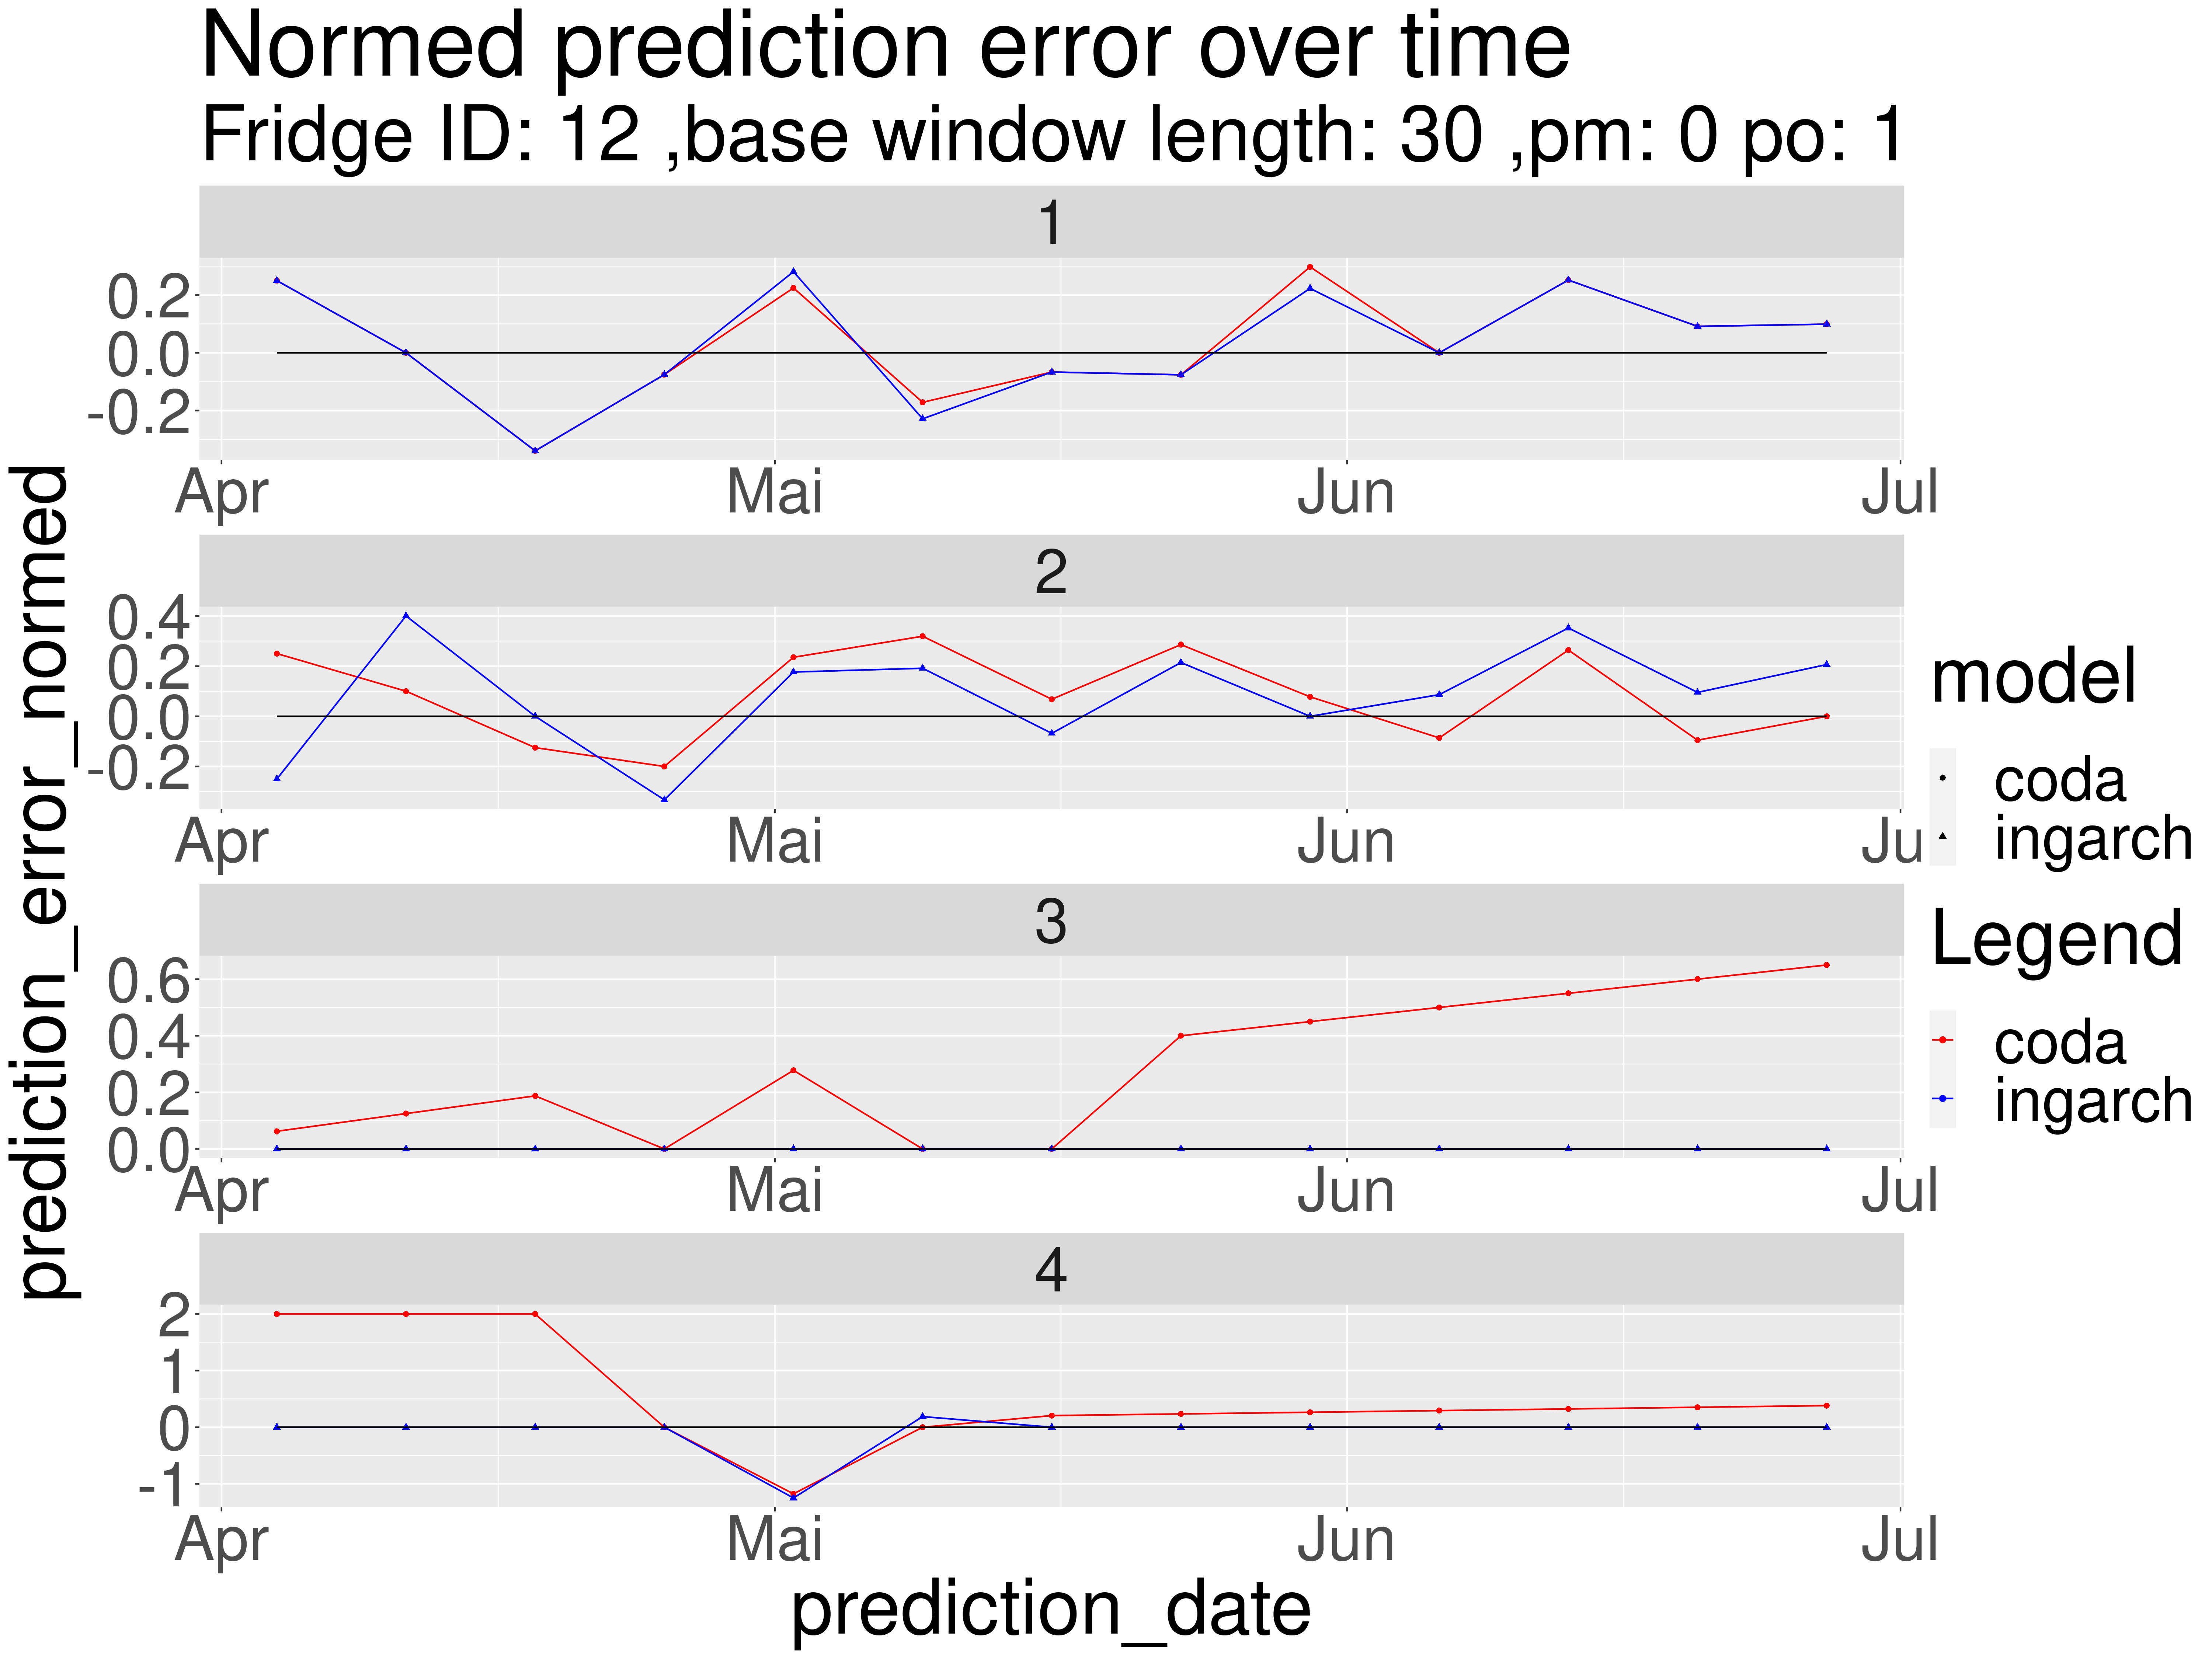 Normed prediction error over time
Fridge ID: 12 ,base window length: 30 ,pm: 0 po: 1
prediction_error_normed
1
0.2
0.0
-0.2
Apr Mai Jun Jul
2
0.4
0.2
0.0
-0.2
Apr Mai Jun Ju
3
0.6
0.4
0.2
0.0
Apr Mai Jun Jul
4
2
1
0
-1
Apr Mai Jun Jul
prediction_date
model
coda
ingarch
Legend
coda
ingarch